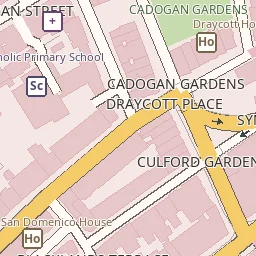 CADOGAN GARDENS
AN STREET
Draycott Ho
Ho
holic Primary School
Sc
CADOGAN GARDENS
DRAYCOTT PLACE
SY
CULFORD GARDEN
San Domenico House
Ho